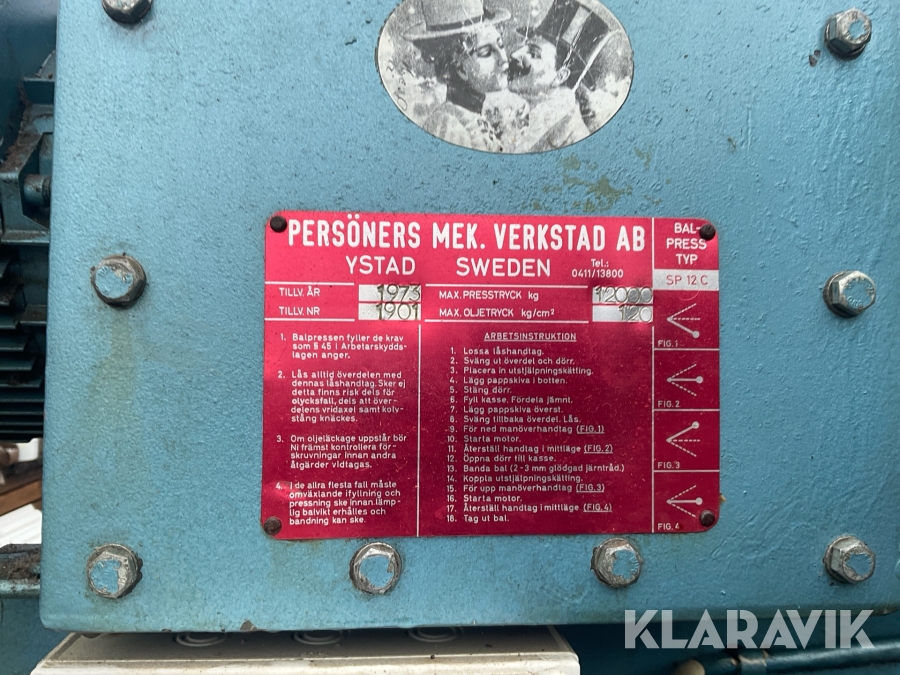 PERSÖNERS MEK. VERKSTAD AB
YSTAD SWEDEN Tel.: 0411/13800
BAL-
PRESS
TYP
SP 12 C
TILLV. ÅR 1973 MAX. PRESSTRYCK kg 12000
TILLV. NR 1901 MAX. OLJETRYCK kg/cm² 120
1. Balpressen fyller de krav
som § 45 i Arbetarskydds-
lagen anger.
2. Lås alltid överdelen med
dennas låshandtag. Sker ej
detta finns risk dels för
olycksfall, dels att över-
delens vridaxel samt kolv-
stång knäckes.
3. Om oljeläckage uppstår bör
Ni främst kontrollera för-
skruvningar innan andra
åtgärder vidtagas.
4. I de allra flesta fall måste
omväxlande ifyllning och
pressning ske innan lämp-
lig balvikt erhålles och
bandning kan ske.
ARBETSINSTRUKTION
1. Lossa låshandtag.
2. Sväng ut överdel och dörr.
3. Placera in utstjälpningskätting.
4. Lägg pappskiva i botten.
5. Stäng dörr.
6. Fyll kasse. Fördela jämnt.
7. Lägg pappskiva överst.
8. Sväng tillbaka överdel. Lås.
9. För ned manöverhandtag (FIG.1)
10. Starta motor.
11. Återställ handtag i mittläge (FIG.2)
12. Öppna dörr till kasse.
13. Banda bal (2-3 mm glödgad järntråd.)
14. Koppla utstjälpningskätting.
15. För upp manöverhandtag (FIG.3)
16. Starta motor.
17. Återställ handtag i mittläge (FIG.4)
18. Tag ut bal.
FIG. 1
FIG. 2
FIG. 3
FIG. 4
KLARAVIK